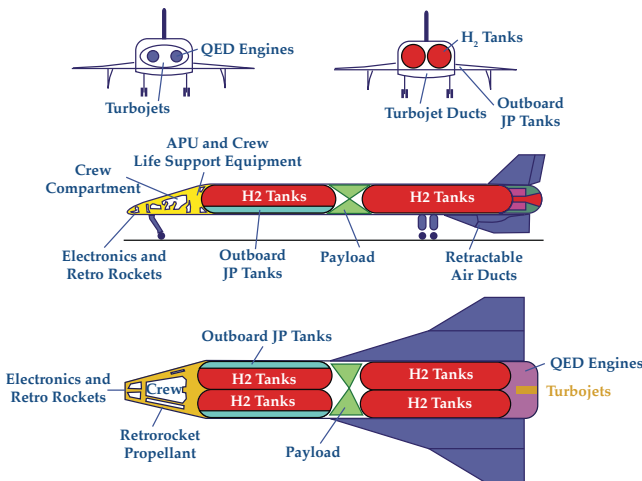 QED Engines
Turbojets
H2 Tanks
Turbojet Ducts
Outboard
JP Tanks
APU and Crew
Life Support Equipment
Crew
Compartment
H2 Tanks
H2 Tanks
Electronics and
Retro Rockets
Outboard
JP Tanks
Payload
Retractable
Air Ducts
Outboard JP Tanks
QED Engines
Electronics and
Retro Rockets
Crew
H2 Tanks
H2 Tanks
H2 Tanks
H2 Tanks
Turbojets
Retrorocket
Propellant
Payload